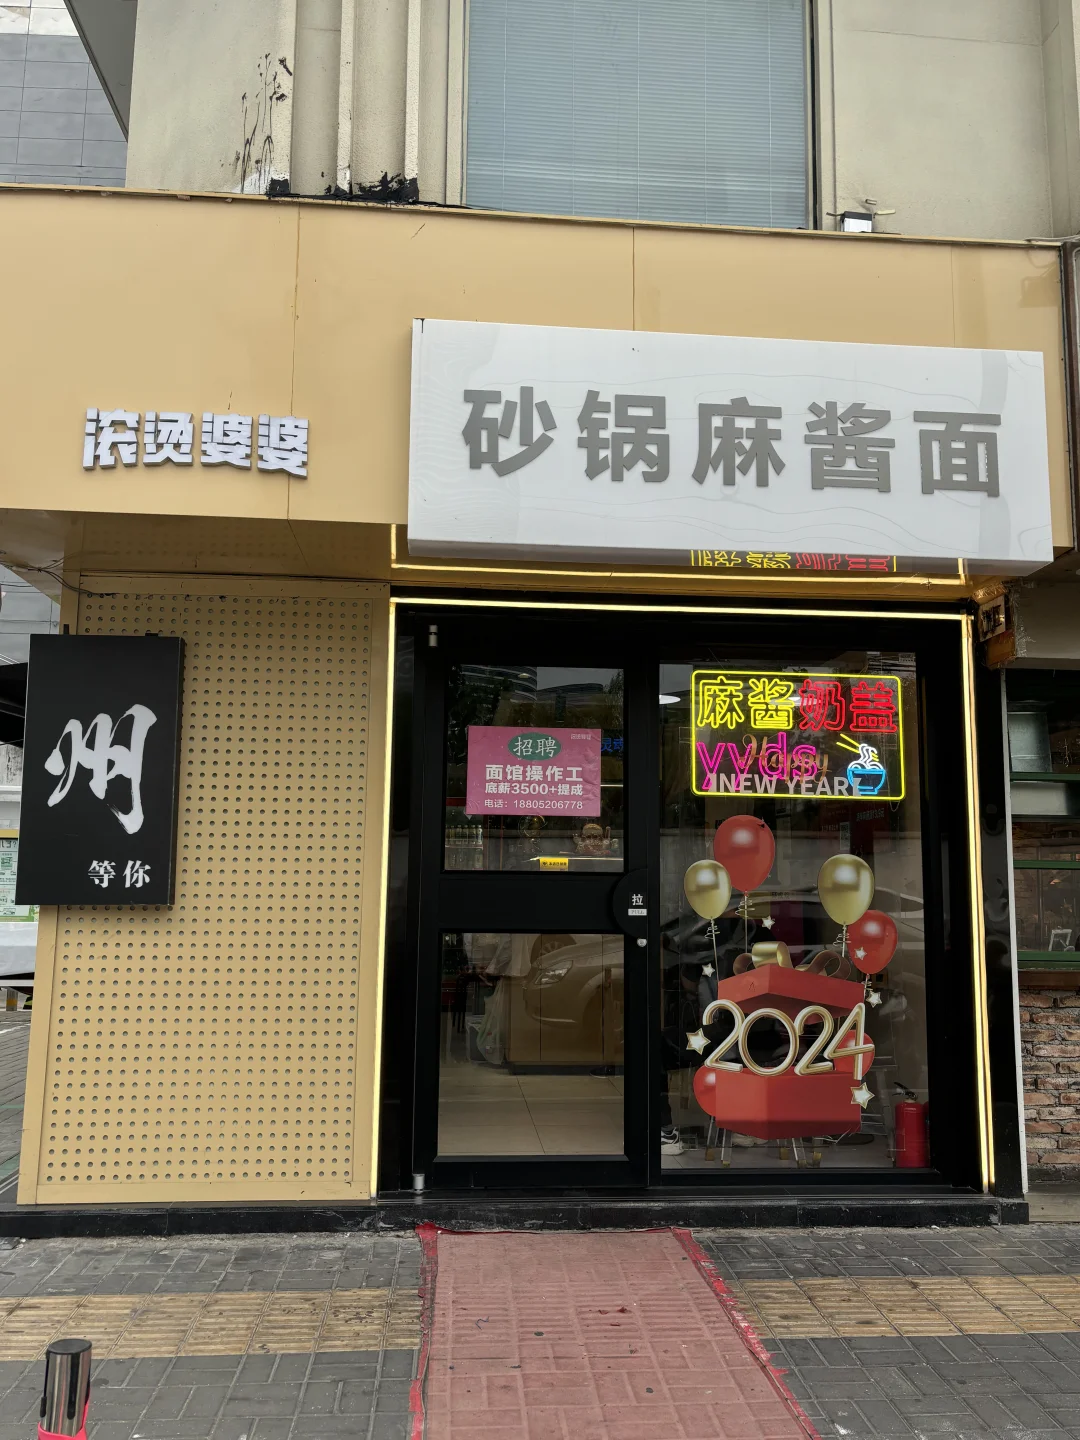 滚烫婆婆
砂锅麻酱面
州
等你
招聘
面馆操作工
底薪3500+提成
电话：18805206778
麻酱奶盖
yyds
Happy
NEW YEAR
拉
2024